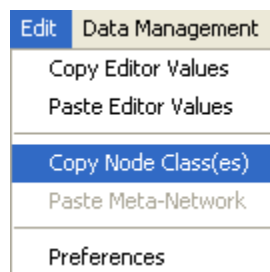 Edit Data Management
Copy Editor Values
Paste Editor Values
Copy Node Class(es)
Paste Meta-Network
Preferences